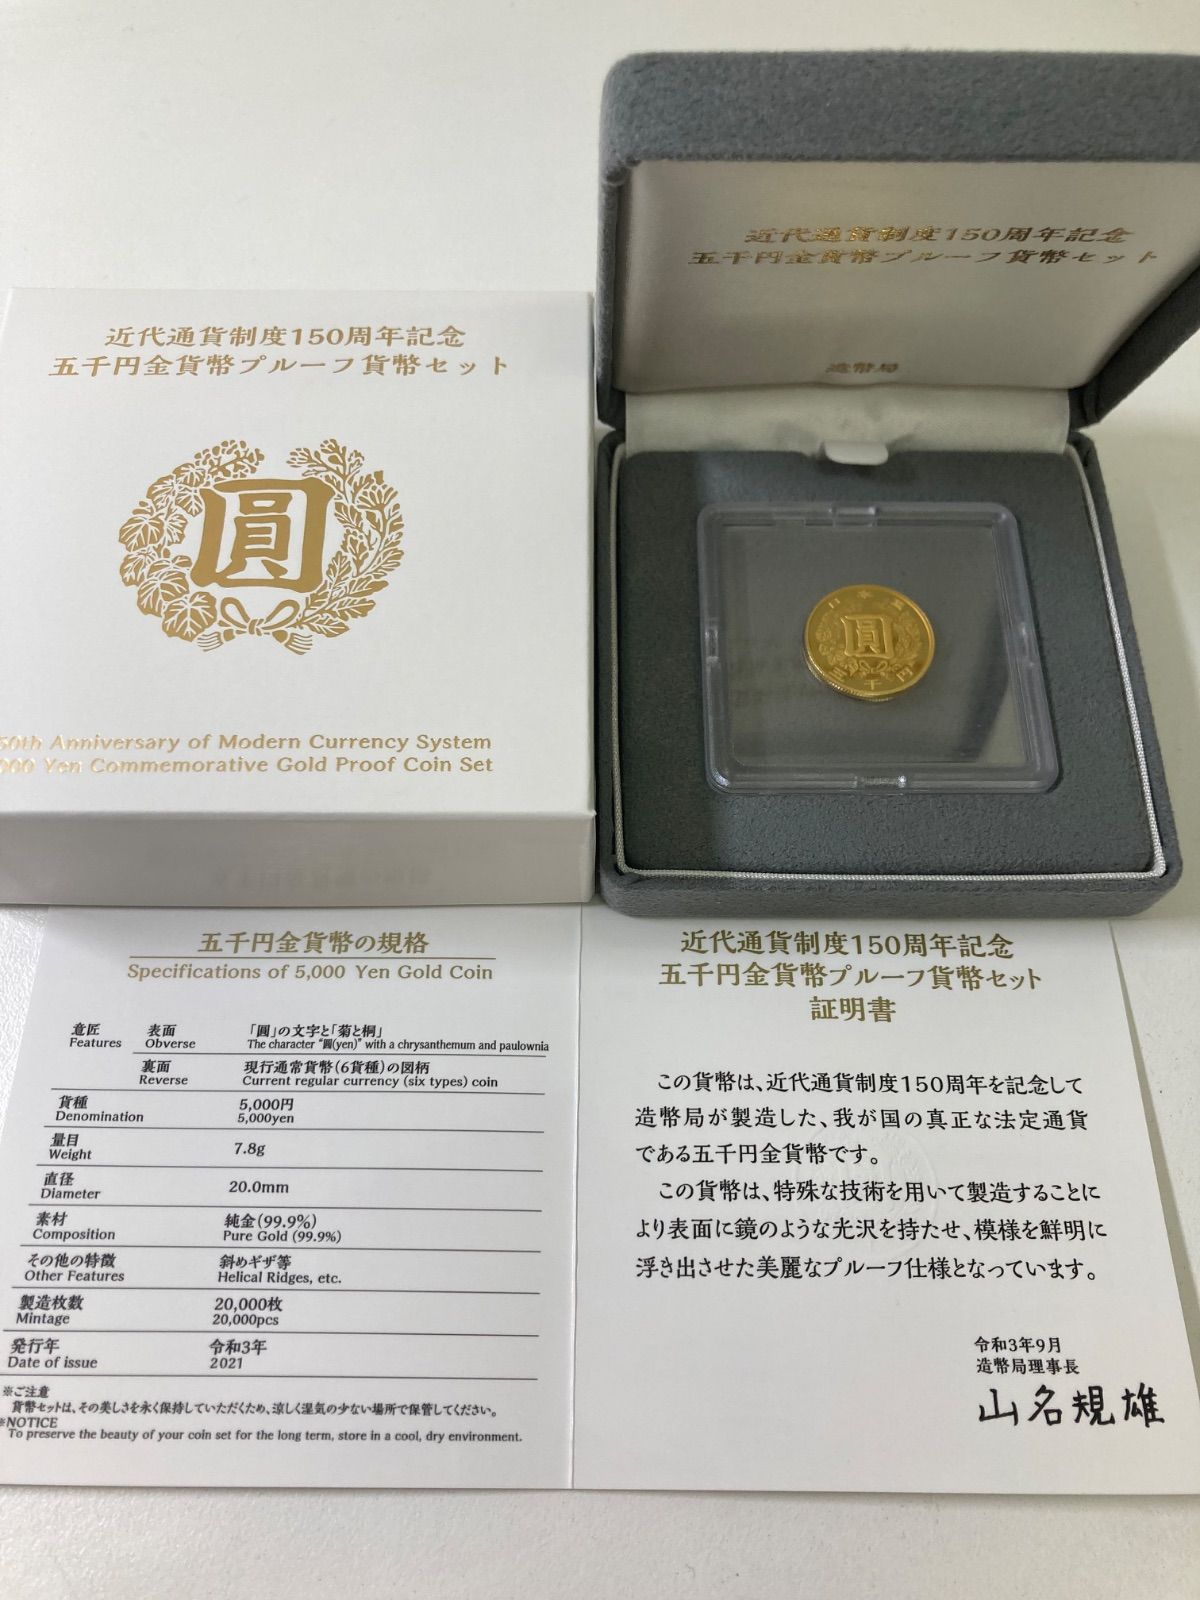 近代通貨制度150周年記念
五千円金貨幣プルーフ貨幣セット
圓
50th Anniversary of Modern Currency System
000 Yen Commemorative Gold Proof Coin Set
近代通貨制度150周年記念
五千円金貨幣プルーフ貨幣セット
造幣局
日本国
圓
五千円
五千円金貨幣の規格
Specifications of 5,000 Yen Gold Coin
意匠 表面 「圓」の文字と「菊と桐」
Features Obverse The character “圓(yen)” with a chrysanthemum and paulownia
裏面 現行通常貨幣(6貨種)の図柄
Reverse Current regular currency (six types) coin
貨種 5,000円
Denomination 5,000yen
量目 7.8g
Weight
直径 20.0mm
Diameter
素材 純金(99.9%)
Composition Pure Gold (99.9%)
その他の特徴 斜めギザ等
Other Features Helical Ridges, etc.
製造枚数 20,000枚
Mintage 20,000pcs
発行年 令和3年
Date of issue 2021
※ご注意
貨幣セットは、その美しさを永く保持していただくため、涼しく湿気の少ない場所で保管してください。
※NOTICE
To preserve the beauty of your coin set for the long term, store in a cool, dry environment.
近代通貨制度150周年記念
五千円金貨幣プルーフ貨幣セット
証明書
この貨幣は、近代通貨制度150周年を記念して
造幣局が製造した、我が国の真正な法定通貨
である五千円金貨幣です。
この貨幣は、特殊な技術を用いて製造することに
より表面に鏡のような光沢を持たせ、模様を鮮明に
浮き出させた美麗なプルーフ仕様となっています。
令和3年9月
造幣局理事長
山名規雄